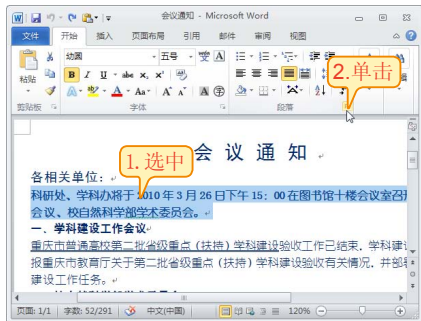 会议通知 - Microsoft Word
文件 开始 插入 页面布局 引用 邮件 审阅 视图
幼圆 五号 變 A
粘贴 B I U abc x₂ x²
A aby A Aa A A A 字
剪贴板 字体 段落
2.单击
1.选中
会 议 通 知
各相关单位：
科研处、学科办将于 2010 年 3 月 26 日下午 15：00 在图书馆十楼会议室召开
会议、校自然科学部学术委员会。
一、学科建设工作会议
重庆市普通高校第二批省级重点（扶持）学科建设验收工作已结束，学科建
报重庆市教育厅关于第二批省级重点（扶持）学科建设验收有关情况，并部
建设工作任务。
页面: 1/1 字数: 52/291 中文(中国) 120%